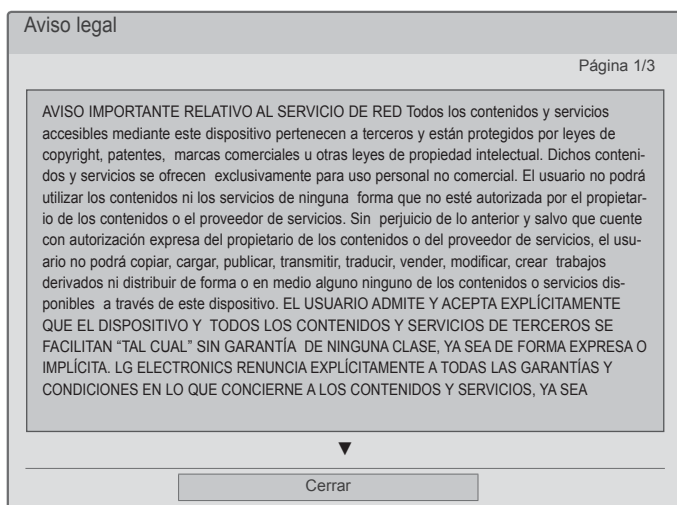 Aviso legal
Página 1/3
AVISO IMPORTANTE RELATIVO AL SERVICIO DE RED Todos los contenidos y servicios
accesibles mediante este dispositivo pertenecen a terceros y están protegidos por leyes de
copyright, patentes, marcas comerciales u otras leyes de propiedad intelectual. Dichos conteni-
dos y servicios se ofrecen exclusivamente para uso personal no comercial. El usuario no podrá
utilizar los contenidos ni los servicios de ninguna forma que no esté autorizada por el propietar-
io de los contenidos o el proveedor de servicios. Sin perjuicio de lo anterior y salvo que cuente
con autorización expresa del propietario de los contenidos o del proveedor de servicios, el usu-
ario no podrá copiar, cargar, publicar, transmitir, traducir, vender, modificar, crear trabajos
derivados ni distribuir de forma o en medio alguno ninguno de los contenidos o servicios dis-
ponibles a través de este dispositivo. EL USUARIO ADMITE Y ACEPTA EXPLÍCITAMENTE
QUE EL DISPOSITIVO Y TODOS LOS CONTENIDOS Y SERVICIOS DE TERCEROS SE
FACILITAN “TAL CUAL” SIN GARANTÍA DE NINGUNA CLASE, YA SEA DE FORMA EXPRESA O
IMPLÍCITA. LG ELECTRONICS RENUNCIA EXPLÍCITAMENTE A TODAS LAS GARANTÍAS Y
CONDICIONES EN LO QUE CONCIERNE A LOS CONTENIDOS Y SERVICIOS, YA SEA
▼
Cerrar